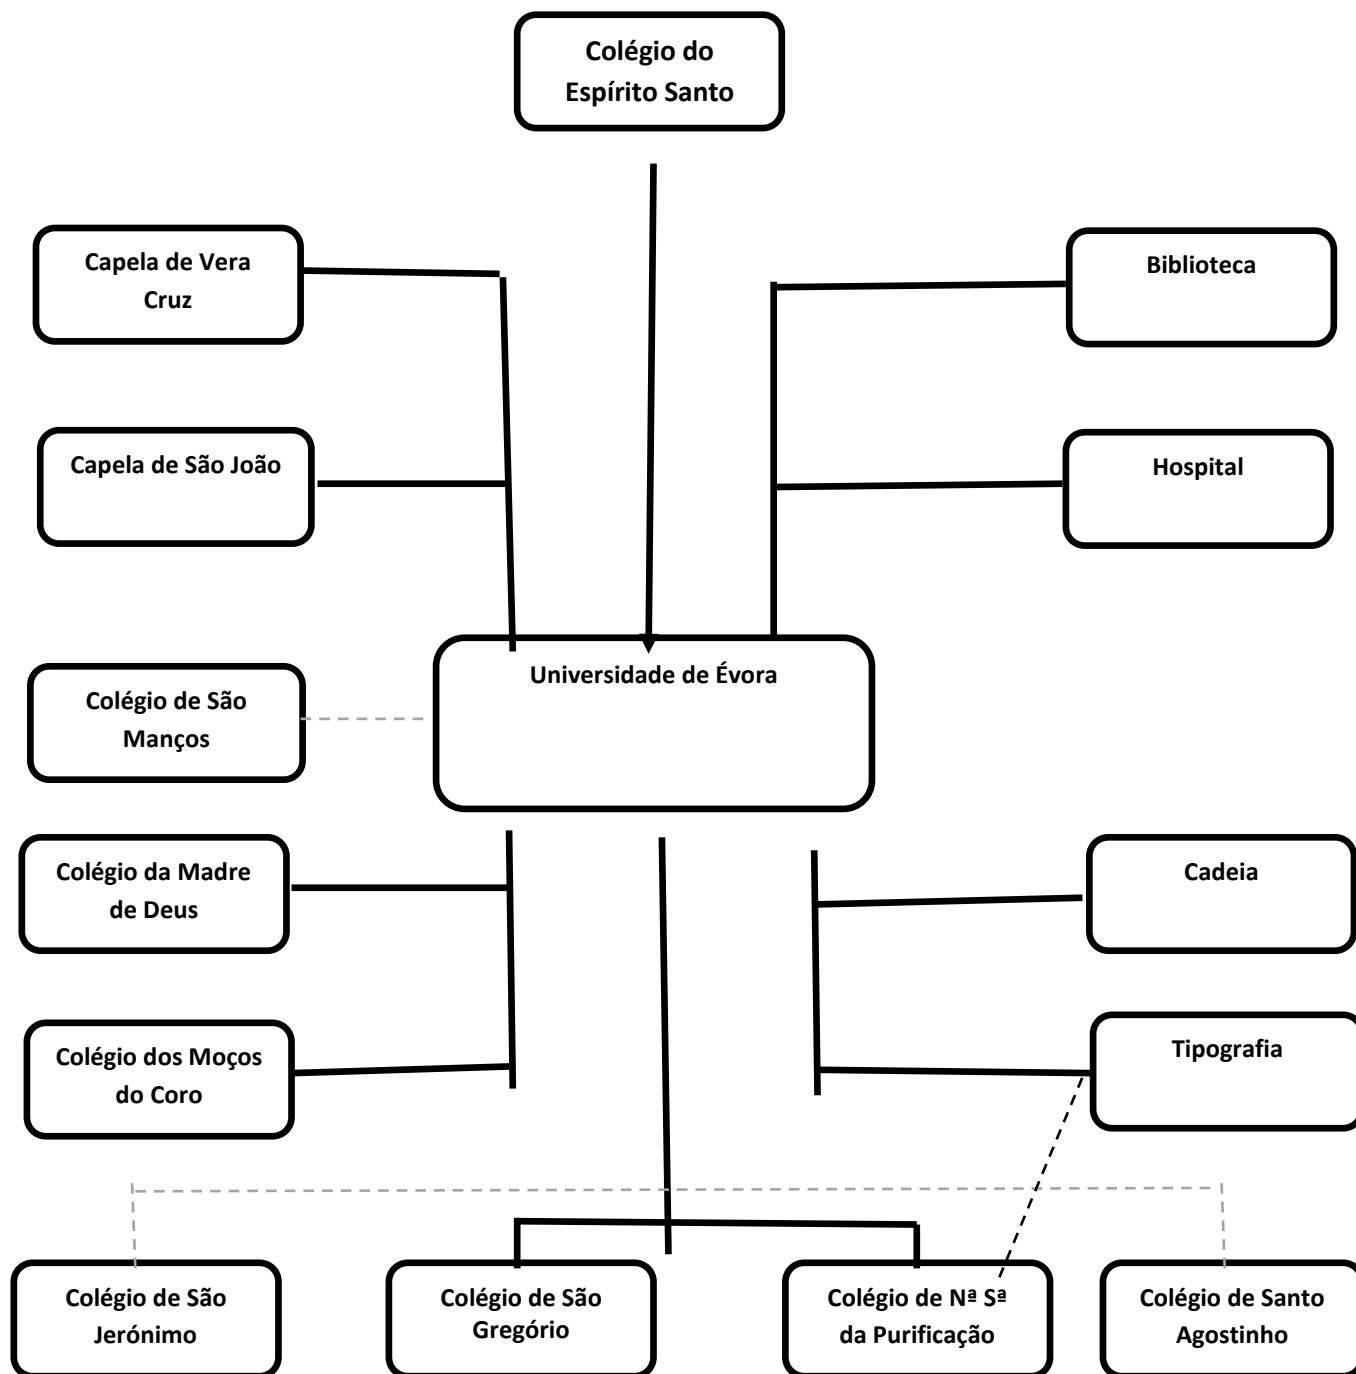 Colégio do
Espírito Santo
Capela de Vera
Cruz
Biblioteca
Capela de São João
Hospital
Universidade de Évora
Colégio de São
Manços
Colégio da Madre
de Deus
Cadeia
Colégio dos Moços
do Coro
Tipografia
Colégio de São
Jerónimo
Colégio de São
Gregório
Colégio de Nª Sª
da Purificação
Colégio de Santo
Agostinho